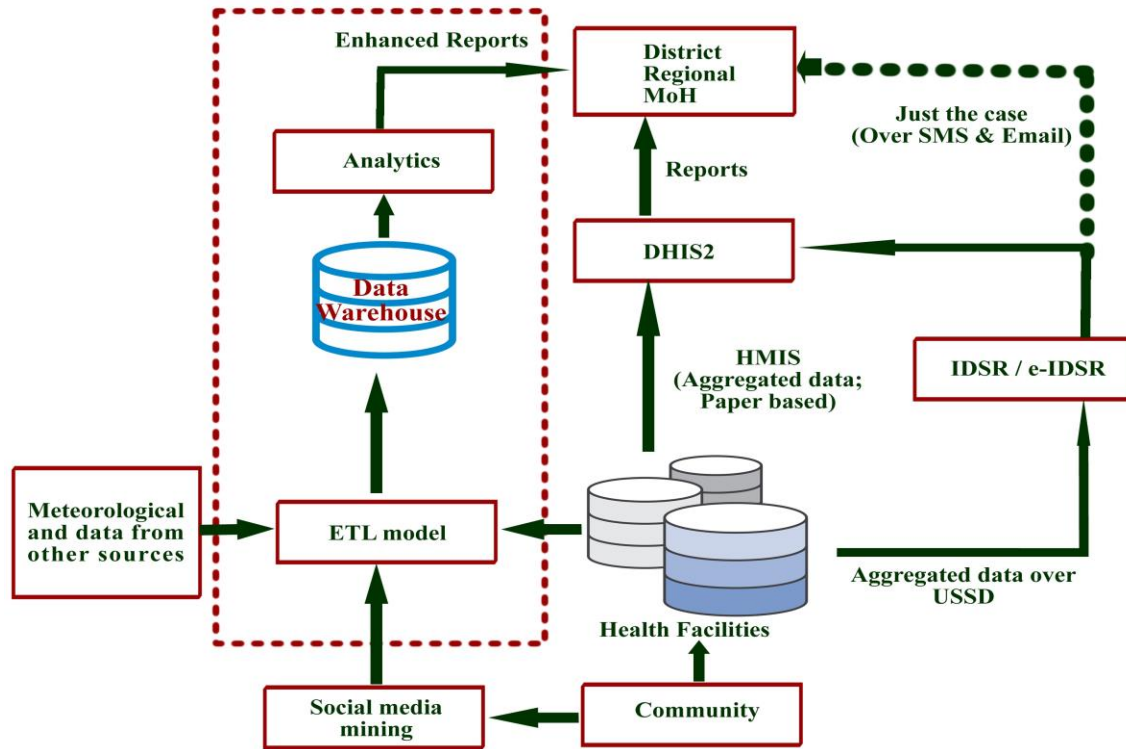 Enhanced Reports
District
Regional
MoH
Just the case
(Over SMS & Email)
Analytics
Reports
DHIS2
Data
Warehouse
HMIS
(Aggregated data;
Paper based)
IDSR / e-IDSR
Meteorological
and data from
other sources
ETL model
Aggregated data over
USSD
Health Facilities
Social media
mining
Community